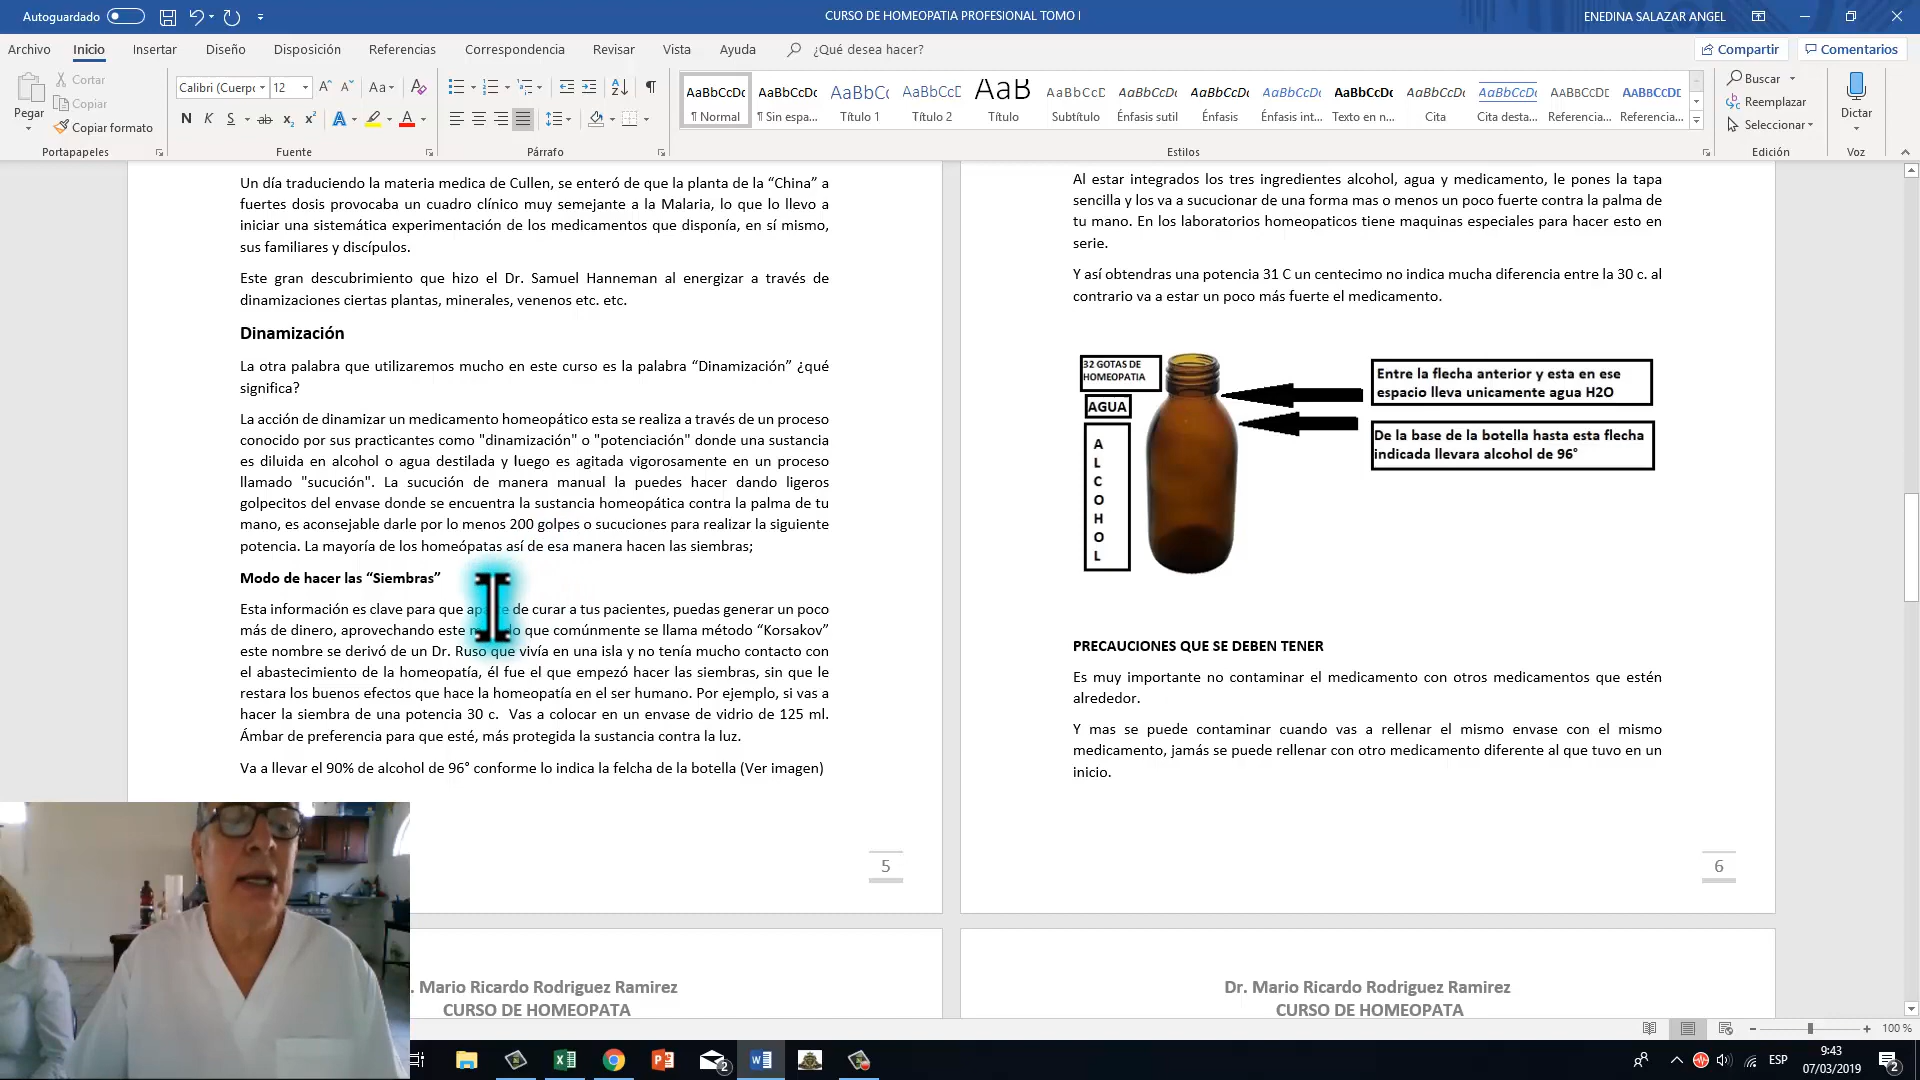 Autoguardado
CURSO DE HOMEOPATIA PROFESIONAL TOMO I
ENEDINA SALAZAR ANGEL
Archivo Inicio Insertar Diseño Disposición Referencias Correspondencia Revisar Vista Ayuda ¿Qué desea hacer? Compartir Comentarios
Pegar
Cortar
Copiar
Copiar formato
Portapapeles
Calibri (Cuerpo 12
N K S ab x₂ x² A A
Fuente
Párrafo
AaBbCcDc ¶ Normal
AaBbCcDc ¶ Sin espa...
AaBbCc Título 1
AaBbCcD Título 2
AaB Título
AaBbCcD Subtítulo
AaBbCcDc Énfasis sutil
AaBbCcDc Énfasis
AaBbCcDc Énfasis int...
AaBbCcDc Texto en n...
AaBbCcDc Cita
AaBbCcDc Cita desta...
AABBCCDE Referencia...
AABBCCDE Referencia...
Estilos
Buscar
Reemplazar
Seleccionar
Edición
Dictar
Voz
Un día traduciendo la materia medica de Cullen, se enteró de que la planta de la “China” a
fuertes dosis provocaba un cuadro clínico muy semejante a la Malaria, lo que lo llevo a
iniciar una sistemática experimentación de los medicamentos que disponía, en sí mismo,
sus familiares y discípulos.
Este gran descubrimiento que hizo el Dr. Samuel Hanneman al energizar a través de
dinamizaciones ciertas plantas, minerales, venenos etc. etc.
Dinamización
La otra palabra que utilizaremos mucho en este curso es la palabra “Dinamización” ¿qué
significa?
La acción de dinamizar un medicamento homeopático esta se realiza a través de un proceso
conocido por sus practicantes como "dinamización" o "potenciación" donde una sustancia
es diluida en alcohol o agua destilada y luego es agitada vigorosamente en un proceso
llamado "sucución". La sucución de manera manual la puedes hacer dando ligeros
golpecitos del envase donde se encuentra la sustancia homeopática contra la palma de tu
mano, es aconsejable darle por lo menos 200 golpes o sucuciones para realizar la siguiente
potencia. La mayoría de los homeópatas así de esa manera hacen las siembras;
Modo de hacer las “Siembras”
Esta información es clave para que de curar a tus pacientes, puedas generar un poco
más de dinero, aprovechando este que comúnmente se llama método “Korsakov”
este nombre se derivó de un Dr. Ruso que vivía en una isla y no tenía mucho contacto con
el abastecimiento de la homeopatía, él fue el que empezó hacer las siembras, sin que le
restara los buenos efectos que hace la homeopatía en el ser humano. Por ejemplo, si vas a
hacer la siembra de una potencia 30 c. Vas a colocar en un envase de vidrio de 125 ml.
Ámbar de preferencia para que esté, más protegida la sustancia contra la luz.
Va a llevar el 90% de alcohol de 96° conforme lo indica la felcha de la botella (Ver imagen)
5
Al estar integrados los tres ingredientes alcohol, agua y medicamento, le pones la tapa
sencilla y los va a sucucionar de una forma mas o menos un poco fuerte contra la palma de
tu mano. En los laboratorios homeopaticos tiene maquinas especiales para hacer esto en
serie.
Y así obtendras una potencia 31 C un centecimo no indica mucha diferencia entre la 30 c. al
contrario va a estar un poco más fuerte el medicamento.
32 GOTAS DE
HOMEOPATIA
AGUA
A
L
C
O
H
O
L
Entre la flecha anterior y esta en ese
espacio lleva unicamente agua H2O
De la base de la botella hasta esta flecha
indicada llevara alcohol de 96°
PRECAUCIONES QUE SE DEBEN TENER
Es muy importante no contaminar el medicamento con otros medicamentos que estén
alrededor.
Y mas se puede contaminar cuando vas a rellenar el mismo envase con el mismo
medicamento, jamás se puede rellenar con otro medicamento diferente al que tuvo en un
inicio.
6
. Mario Ricardo Rodriguez Ramirez
CURSO DE HOMEOPATA
Dr. Mario Ricardo Rodriguez Ramirez
CURSO DE HOMEOPATA
100 %
2
ESP
9:43
07/03/2019
2